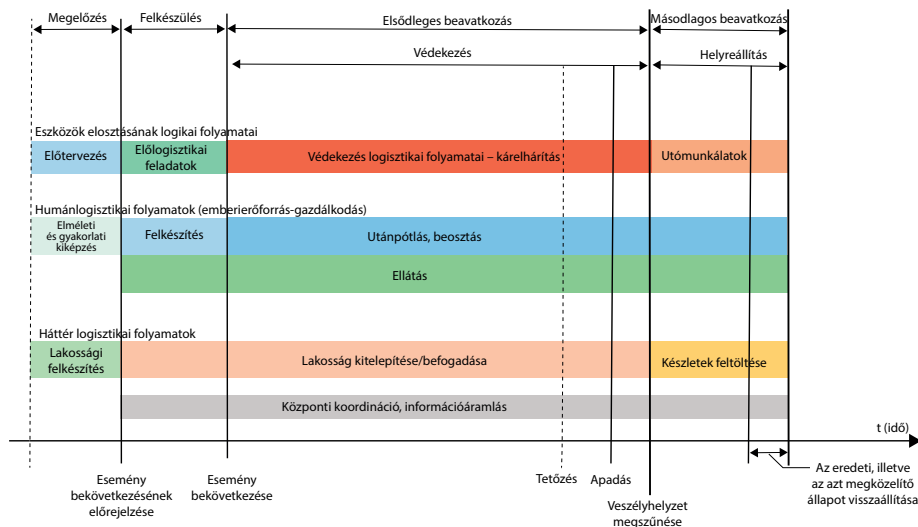 Megelőzés
Felkészülés
Elsődleges beavatkozás
Másodlagos beavatkozás
Védekezés
Helyreállítás
Eszközök elosztásának logikai folyamatai
Előtervezés
Előlogisztikai
feladatok
Védekezés logisztikai folyamatai – kárelhárítás
Utómunkálatok
Humánlogisztikai folyamatok (emberierőforrás-gazdálkodás)
Elméleti
és gyakorlati
kiképzés
Felkészítés
Utánpótlás, beosztás
Ellátás
Háttér logisztikai folyamatok
Lakossági
felkészítés
Lakosság kitelepítése/befogadása
Készletek feltöltése
Központi koordináció, információáramlás
t (idő)
Esemény
bekövetkezésének
előrejelzése
Esemény
bekövetkezése
Tetőzés
Apadás
Veszélyhelyzet
megszűnése
Az eredeti, illetve
az azt megközelítő
állapot visszaállítása